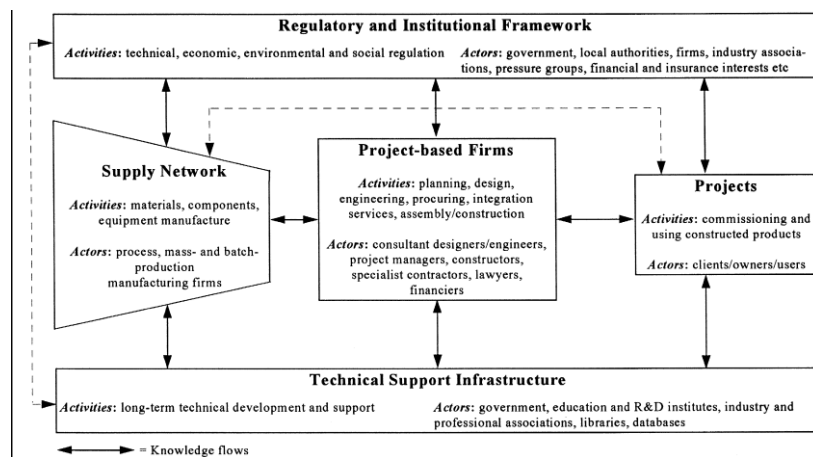 Regulatory and Institutional Framework
Activities: technical, economic, environmental and social regulation
Actors: government, local authorities, firms, industry associa-
tions, pressure groups, financial and insurance interests etc
Supply Network
Activities: materials, components,
equipment manufacture
Actors: process, mass- and batch-
production
manufacturing firms
Project-based Firms
Activities: planning, design,
engineering, procuring, integration
services, assembly/construction
Actors: consultant designers/engineers,
project managers, constructors,
specialist contractors, lawyers,
financiers
Projects
Activities: commissioning and
using constructed products
Actors: clients/owners/users
Technical Support Infrastructure
Activities: long-term technical development and support
Actors: government, education and R&D institutes, industry and
professional associations, libraries, databases
= Knowledge flows